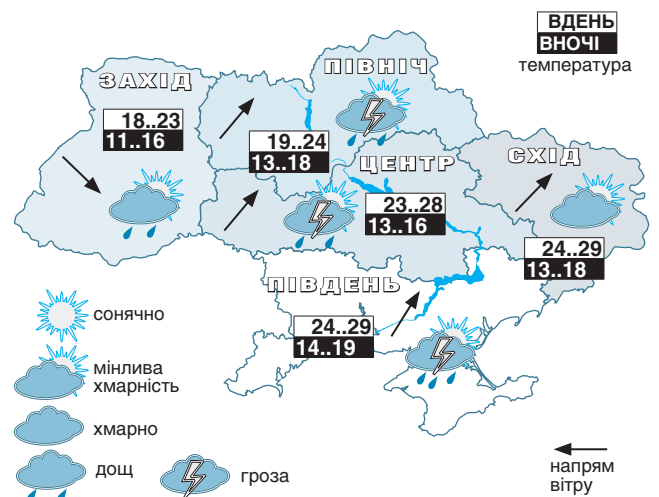 ВДЕНЬ
ВНОЧІ
температура
ЗАХІД
18..23
11..16
ПІВНІЧ
19..24
13..18
ЦЕНТР
23..28
13..16
СХІД
24..29
13..18
ПІВДЕНЬ
24..29
14..19
сонячно
мінлива
хмарність
хмарно
дощ
гроза
напрям
вітру